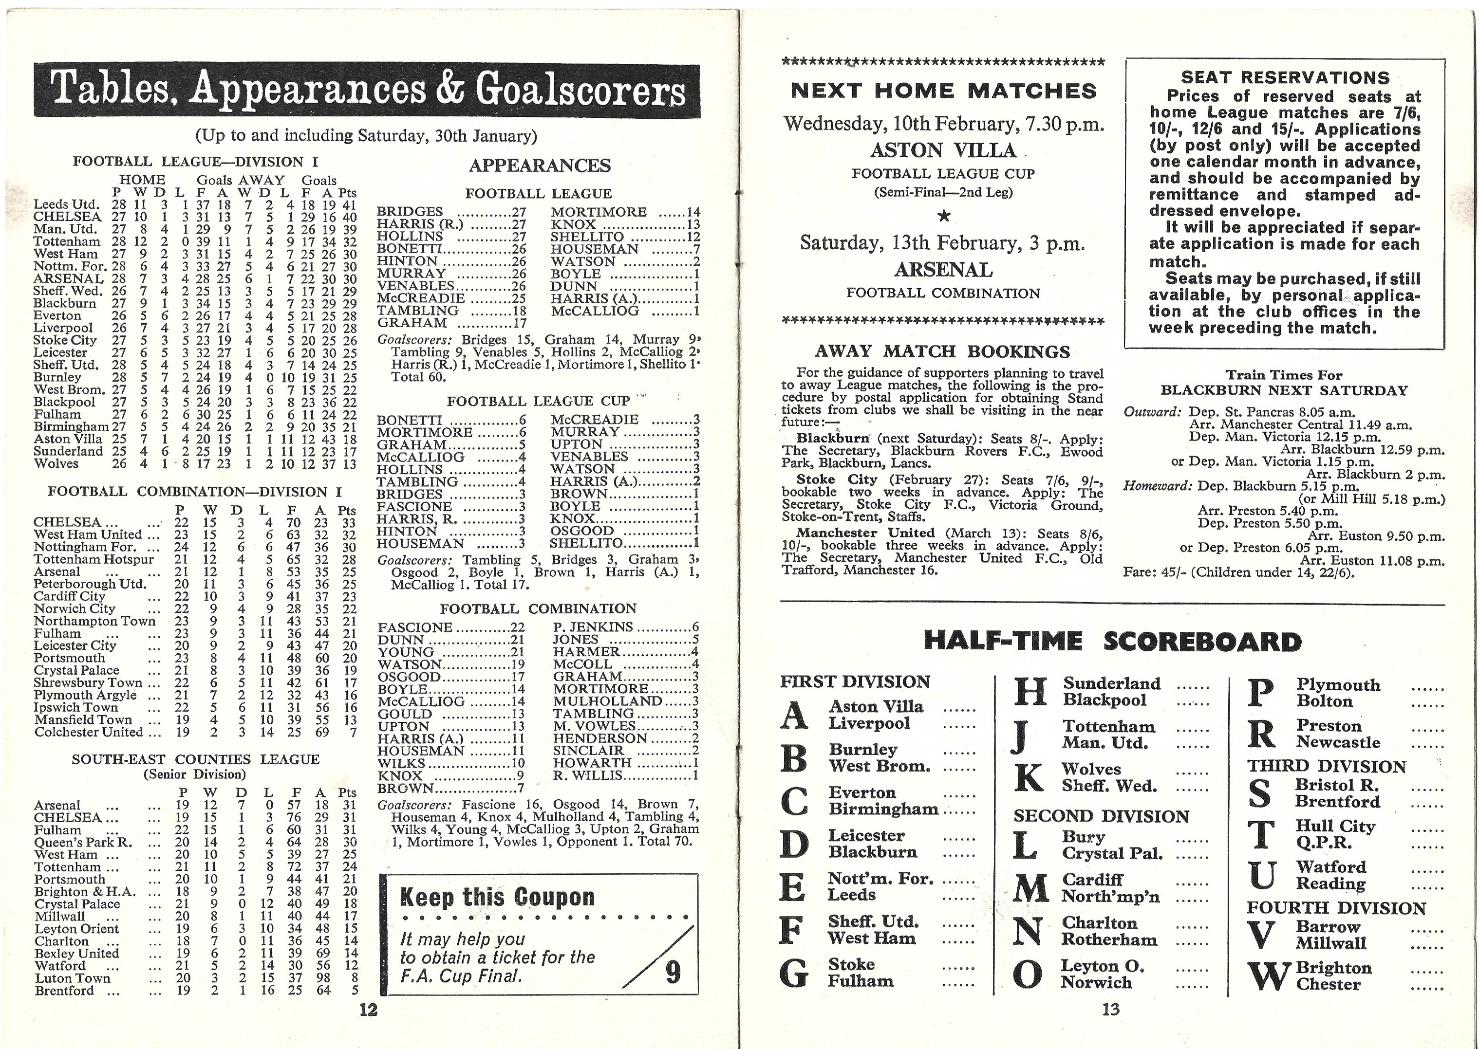 Tables, Appearances & Goalscorers
(Up to and including Saturday, 30th January)
FOOTBALL LEAGUE—DIVISION I
HOME Goals AWAY Goals
P W D L F A W D L F A Pts
Leeds Utd. 28 11 3 1 37 18 7 2 4 18 19 41
CHELSEA 27 10 1 3 31 13 7 5 1 29 16 40
Man. Utd. 27 8 4 1 29 9 7 5 2 26 19 39
Tottenham 28 12 2 0 39 11 1 4 9 17 34 32
West Ham 27 9 2 3 31 15 4 2 7 25 26 30
Nottm. For. 28 6 4 3 33 27 5 4 6 21 27 30
ARSENAL 28 7 3 4 28 25 6 1 7 22 30 30
Sheff. Wed. 26 7 4 2 25 13 3 5 5 17 21 29
Blackburn 27 9 1 3 34 15 3 4 7 23 29 29
Everton 26 5 6 2 26 17 4 4 5 21 25 28
Liverpool 26 7 4 3 27 21 3 4 5 17 20 28
Stoke City 27 5 3 5 23 19 4 5 5 20 25 26
Leicester 27 6 5 3 32 27 1 6 6 20 30 25
Sheff. Utd. 28 5 4 5 24 18 4 3 7 14 24 25
Burnley 28 5 7 2 24 19 4 0 10 19 31 25
West Brom. 27 5 4 4 26 19 1 6 7 15 25 22
Blackpool 27 5 3 5 24 20 3 3 8 23 36 22
Fulham 27 6 2 6 30 25 1 6 6 11 24 22
Birmingham 27 5 5 4 24 26 2 2 9 20 35 21
Aston Villa 25 7 1 4 20 15 1 1 11 12 43 18
Sunderland 25 4 6 2 25 19 1 1 11 12 23 17
Wolves 26 4 1 8 17 23 1 2 10 12 37 13
FOOTBALL COMBINATION—DIVISION I
P W D L F A Pts
CHELSEA ... ... 22 15 3 4 70 23 33
West Ham United ... 23 15 2 6 63 32 32
Nottingham For. ... 24 12 6 6 47 36 30
Tottenham Hotspur 21 12 4 5 65 32 28
Arsenal ... ... 21 12 1 8 53 35 25
Peterborough Utd. 20 11 3 6 45 36 25
Cardiff City ... 22 10 3 9 41 37 23
Norwich City ... 22 9 4 9 28 35 22
Northampton Town 23 9 3 11 43 53 21
Fulham ... ... 23 9 3 11 36 44 21
Leicester City ... 20 9 2 9 43 47 20
Portsmouth ... 23 8 4 11 48 60 20
Crystal Palace ... 21 8 3 10 39 36 19
Shrewsbury Town ... 22 6 5 11 42 61 17
Plymouth Argyle ... 21 7 2 12 32 43 16
Ipswich Town ... 22 5 6 11 31 56 16
Mansfield Town ... 19 4 5 10 39 55 13
Colchester United ... 19 2 3 14 25 69 7
SOUTH-EAST COUNTIES LEAGUE
(Senior Division)
P W D L F A Pts
Arsenal ... ... 19 12 7 0 57 18 31
CHELSEA ... ... 19 15 1 3 76 29 31
Fulham ... ... 22 15 1 6 60 31 31
Queen's Park R. ... 20 14 2 4 64 28 30
West Ham ... ... 20 10 5 5 39 27 25
Tottenham ... ... 21 11 2 8 72 37 24
Portsmouth ... 20 10 1 9 44 41 21
Brighton & H.A. ... 18 9 2 7 38 47 20
Crystal Palace ... 21 9 0 12 40 49 18
Millwall ... ... 20 8 1 11 40 44 17
Leyton Orient ... 19 6 3 10 34 48 15
Charlton ... ... 18 7 0 11 36 45 14
Bexley United ... 19 6 2 11 39 69 14
Watford ... ... 21 5 2 14 30 56 12
Luton Town ... 20 3 2 15 37 98 8
Brentford ... ... 19 2 1 16 25 64 5
APPEARANCES
FOOTBALL LEAGUE
BRIDGES ...........27 MORTIMORE ......14
HARRIS (R.) ........27 KNOX ................13
HOLLINS ...........27 SHELLITO ..........12
BONETTI............26 HOUSEMAN .......7
HINTON ............26 WATSON ............2
MURRAY ...........26 BOYLE ...............1
VENABLES..........26 DUNN ................1
McCREADIE .......25 HARRIS (A.).........1
TAMBLING ........18 McCALLIOG ........1
GRAHAM ...........17
Goalscorers: Bridges 15, Graham 14, Murray 9,
Tambling 9, Venables 5, Hollins 2, McCalliog 2,
Harris (R.) 1, McCreadie 1, Mortimore 1, Shellito 1.
Total 60.
FOOTBALL LEAGUE CUP
BONETTI ............6 McCREADIE .........3
MORTIMORE .......6 MURRAY.............3
GRAHAM............5 UPTON ..............3
McCALLIOG ........4 VENABLES ..........3
HOLLINS ............4 WATSON ............3
TAMBLING .........4 HARRIS (A.).........2
BRIDGES ............3 BROWN..............1
FASCIONE ..........3 BOYLE ..............1
HARRIS, R. .........3 KNOX................1
HINTON ............3 OSGOOD ............1
HOUSEMAN ........3 SHELLITO...........1
Goalscorers: Tambling 5, Bridges 3, Graham 3,
Osgood 2, Boyle 1, Brown 1, Harris (A.) 1,
McCalliog 1. Total 17.
FOOTBALL COMBINATION
FASCIONE ..........22 P. JENKINS ..........6
DUNN ...............21 JONES ...............5
YOUNG .............21 HARMER............4
WATSON............19 McCOLL ............4
OSGOOD............17 GRAHAM............3
BOYLE...............14 MORTIMORE.......3
McCALLIOG .......14 MULHOLLAND.....3
GOULD .............13 TAMBLING..........3
UPTON .............13 M. VOWLES.........3
HARRIS (A.)........11 HENDERSON.......2
HOUSEMAN .......11 SINCLAIR ...........2
WILKS..............10 HOWARTH .........1
KNOX ...............9 R. WILLIS...........1
BROWN..............7
Goalscorers: Fascione 16, Osgood 14, Brown 7,
Houseman 4, Knox 4, Mulholland 4, Tambling 4,
Wilks 4, Young 4, McCalliog 3, Upton 2, Graham
1, Mortimore 1, Vowles 1, Opponent 1. Total 70.
Keep this Coupon
It may help you
to obtain a ticket for the
F.A. Cup Final.
9
12
NEXT HOME MATCHES
Wednesday, 10th February, 7.30 p.m.
ASTON VILLA
FOOTBALL LEAGUE CUP
(Semi-Final—2nd Leg)
★
Saturday, 13th February, 3 p.m.
ARSENAL
FOOTBALL COMBINATION
AWAY MATCH BOOKINGS
For the guidance of supporters planning to travel
to away League matches, the following is the pro-
cedure by postal application for obtaining Stand
tickets from clubs we shall be visiting in the near
future:—
Blackburn (next Saturday): Seats 8/-. Apply:
The Secretary, Blackburn Rovers F.C., Ewood
Park, Blackburn, Lancs.
Stoke City (February 27): Seats 7/6, 9/-,
bookable two weeks in advance. Apply: The
Secretary, Stoke City F.C., Victoria Ground,
Stoke-on-Trent, Staffs.
Manchester United (March 13): Seats 8/6,
10/-, bookable three weeks in advance. Apply:
The Secretary, Manchester United F.C., Old
Trafford, Manchester 16.
SEAT RESERVATIONS
Prices of reserved seats at
home League matches are 7/6,
10/-, 12/6 and 15/-. Applications
(by post only) will be accepted
one calendar month in advance,
and should be accompanied by
remittance and stamped ad-
dressed envelope.
It will be appreciated if separ-
ate application is made for each
match.
Seats may be purchased, if still
available, by personal applica-
tion at the club offices in the
week preceding the match.
Train Times For
BLACKBURN NEXT SATURDAY
Outward: Dep. St. Pancras 8.05 a.m.
Arr. Manchester Central 11.49 a.m.
Dep. Man. Victoria 12.15 p.m.
Arr. Blackburn 12.59 p.m.
or Dep. Man. Victoria 1.15 p.m.
Arr. Blackburn 2 p.m.
Homeward: Dep. Blackburn 5.15 p.m.
(or Mill Hill 5.18 p.m.)
Arr. Preston 5.40 p.m.
Dep. Preston 5.50 p.m.
Arr. Euston 9.50 p.m.
or Dep. Preston 6.05 p.m.
Arr. Euston 11.08 p.m.
Fare: 45/- (Children under 14, 22/6).
HALF-TIME SCOREBOARD
FIRST DIVISION
A Aston Villa ......
Liverpool ......
B Burnley ......
West Brom. ......
C Everton ......
Birmingham ......
D Leicester ......
Blackburn ......
E Nott'm. For. ......
Leeds ......
F Sheff. Utd. ......
West Ham ......
G Stoke ......
Fulham ......
H Sunderland ......
Blackpool ......
J Tottenham ......
Man. Utd. ......
K Wolves ......
Sheff. Wed. ......
SECOND DIVISION
L Bury ......
Crystal Pal. ......
M Cardiff ......
North'mp'n ......
N Charlton ......
Rotherham ......
O Leyton O. ......
Norwich ......
P Plymouth ......
Bolton ......
R Preston ......
Newcastle ......
THIRD DIVISION
S Bristol R. ......
Brentford ......
T Hull City ......
Q.P.R. ......
U Watford ......
Reading ......
FOURTH DIVISION
V Barrow ......
Millwall ......
W Brighton ......
Chester ......
13